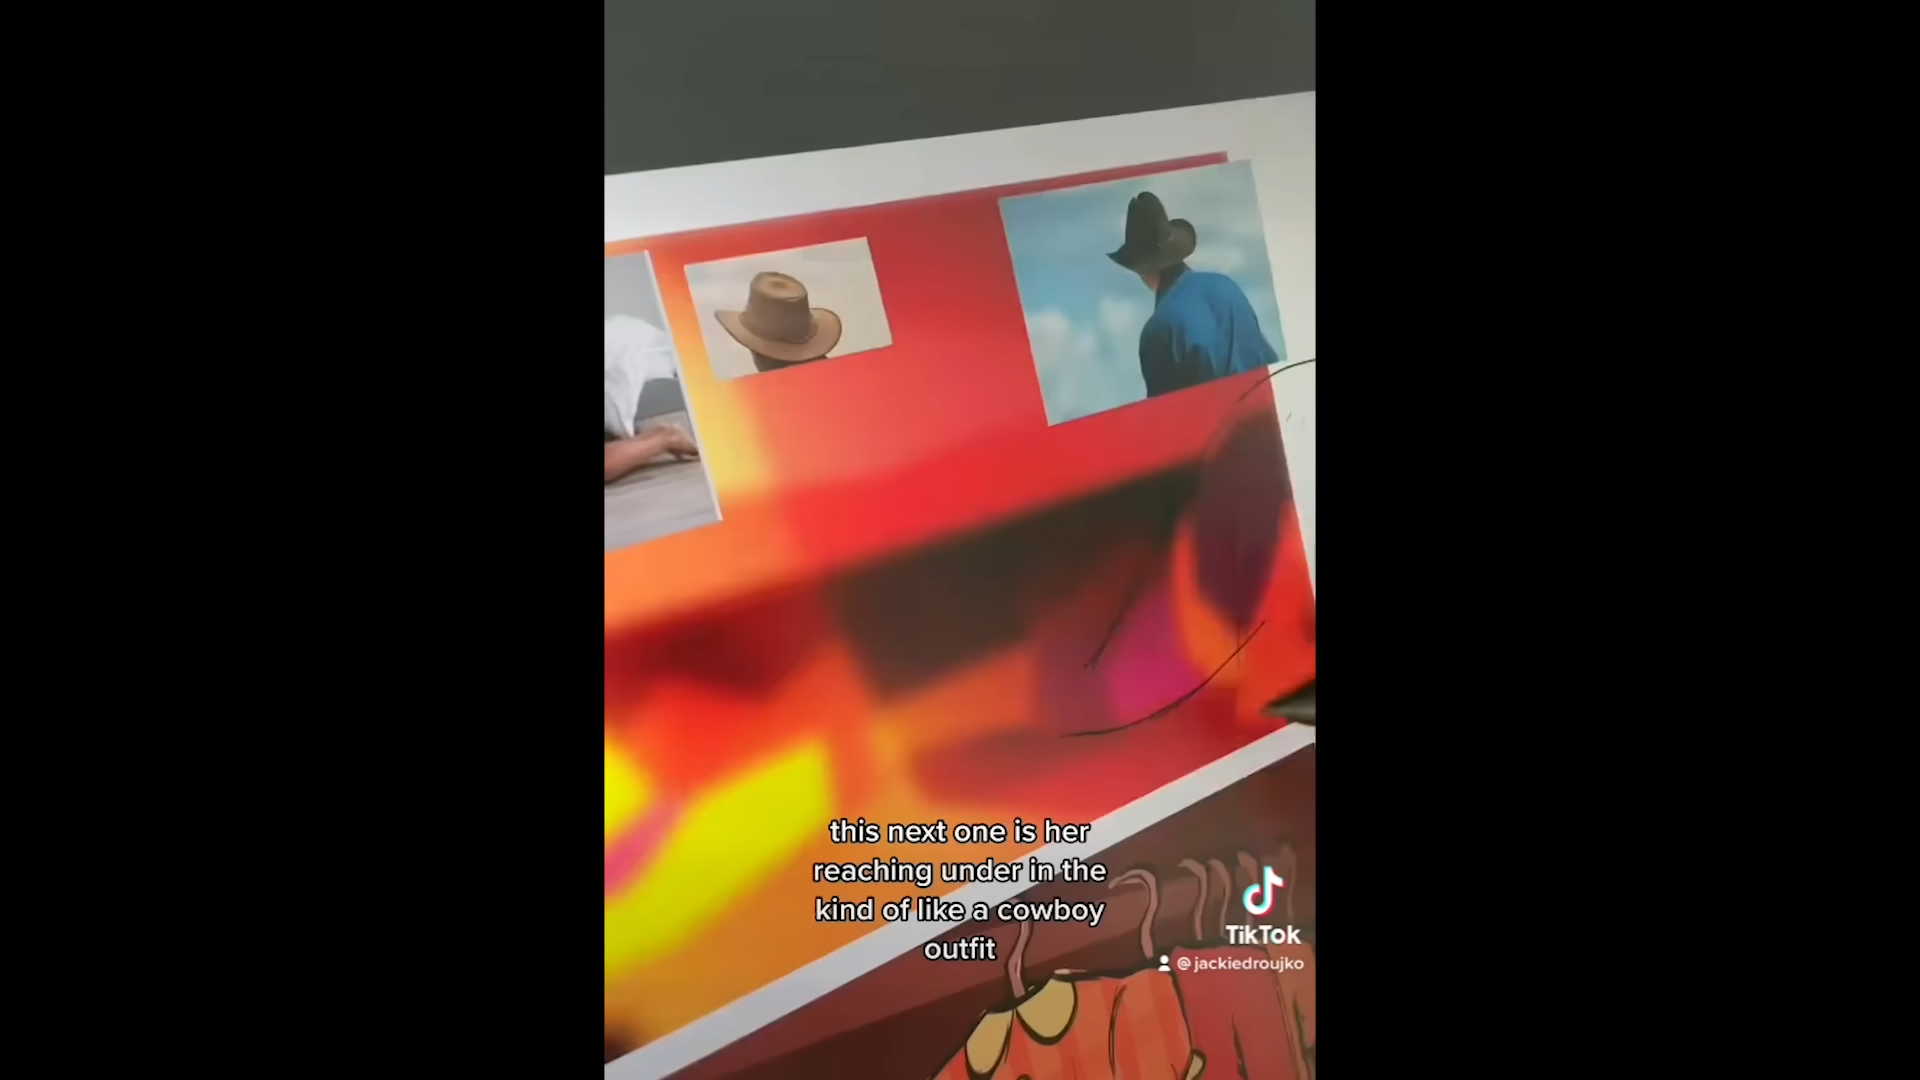 this next one is her
reaching under in the
kind of like a cowboy
outfit
TikTok
@jackiedroujko